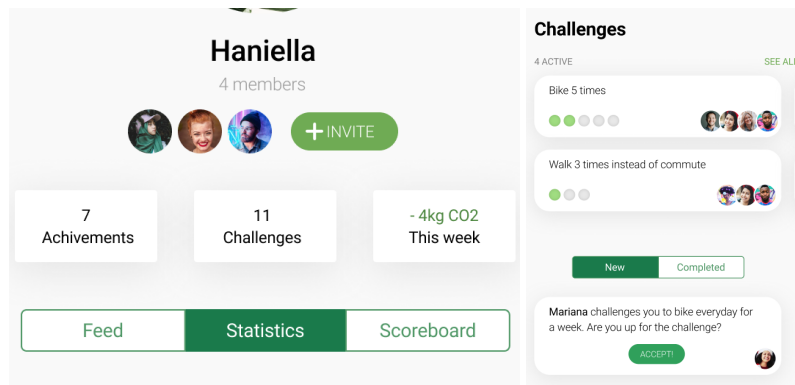 Haniella
4 members
+ INVITE
7
Achivements
11
Challenges
- 4kg CO2
This week
Feed
Statistics
Scoreboard
Challenges
4 ACTIVE
SEE ALL
Bike 5 times
Walk 3 times instead of commute
New
Completed
Mariana challenges you to bike everyday for
a week. Are you up for the challenge?
ACCEPT!